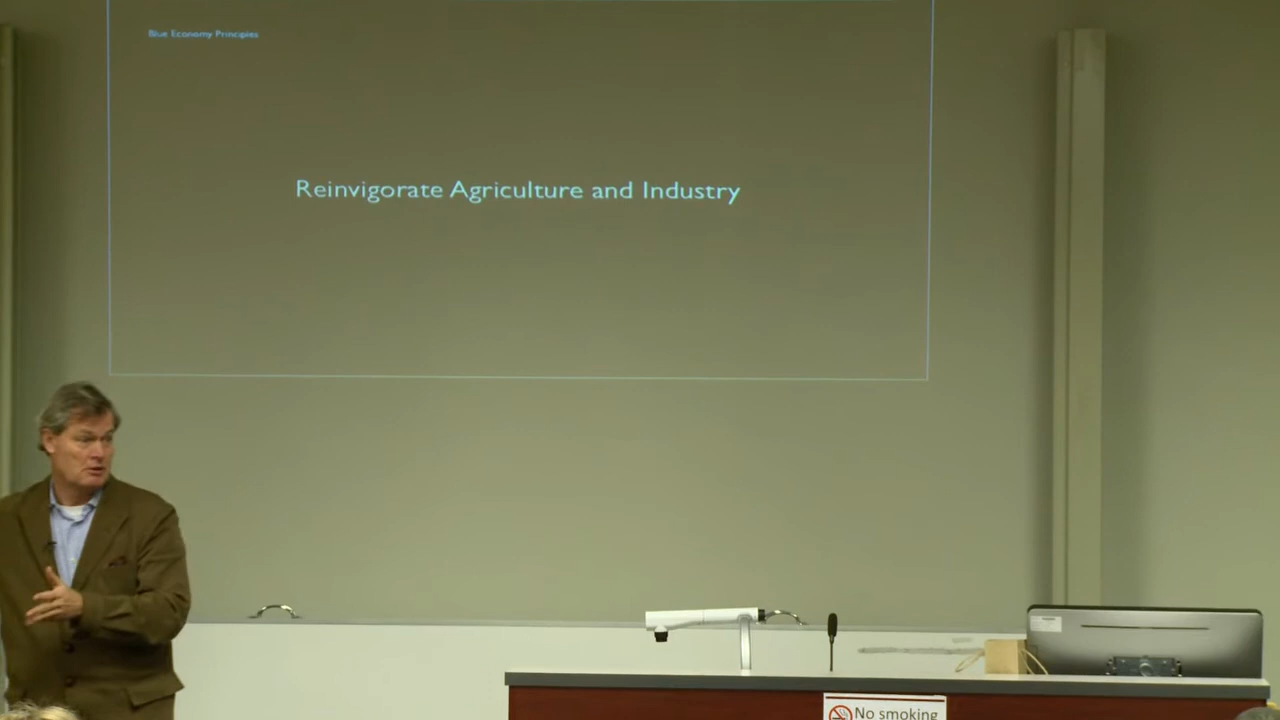 Blue Economy Principles
Reinvigorate Agriculture and Industry
No smoking